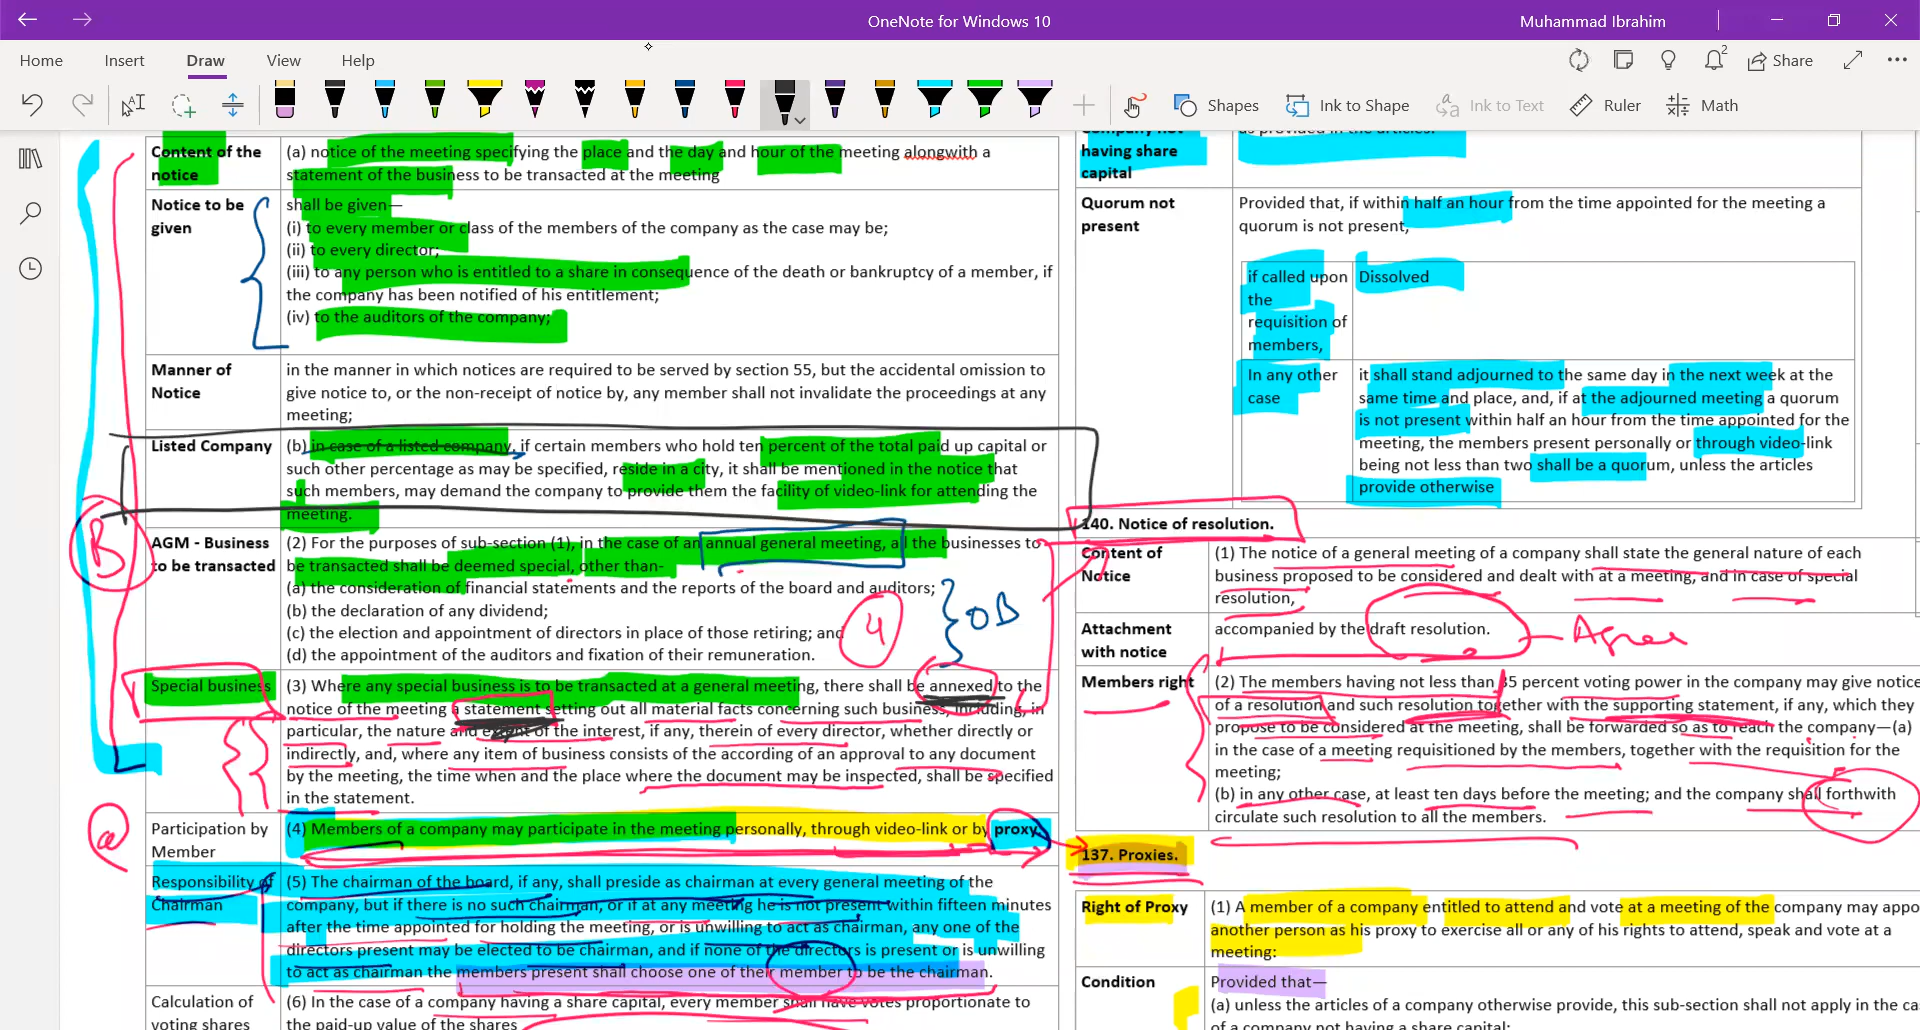 OneNote for Windows 10
Muhammad Ibrahim
Home Insert Draw View Help
2 Share
Shapes Ink to Shape Ink to Text Ruler Math
Content of the notice
(a) notice of the meeting specifying the place and the day and hour of the meeting alongwith a
statement of the business to be transacted at the meeting
Notice to be given
shall be given—
(i) to every member or class of the members of the company as the case may be;
(ii) to every director;
(iii) to any person who is entitled to a share in consequence of the death or bankruptcy of a member, if
the company has been notified of his entitlement;
(iv) to the auditors of the company;
Manner of Notice
in the manner in which notices are required to be served by section 55, but the accidental omission to
give notice to, or the non-receipt of notice by, any member shall not invalidate the proceedings at any
meeting;
Listed Company
(b) in case of a listed company, if certain members who hold ten percent of the total paid up capital or
such other percentage as may be specified, reside in a city, it shall be mentioned in the notice that
such members, may demand the company to provide them the facility of video-link for attending the
meeting.
B
AGM - Business to be transacted
(2) For the purposes of sub-section (1), in the case of an annual general meeting, all the businesses to
be transacted shall be deemed special, other than-
(a) the consideration of financial statements and the reports of the board and auditors;
(b) the declaration of any dividend;
(c) the election and appointment of directors in place of those retiring; and
(d) the appointment of the auditors and fixation of their remuneration.
4
OB
Special business
(3) Where any special business is to be transacted at a general meeting, there shall be annexed to the
notice of the meeting a statement setting out all material facts concerning such business, including, in
particular, the nature and extent of the interest, if any, therein of every director, whether directly or
indirectly, and, where any item of business consists of the according of an approval to any document
by the meeting, the time when and the place where the document may be inspected, shall be specified
in the statement.
@
Participation by Member
(4) Members of a company may participate in the meeting personally, through video-link or by proxy
Responsibility of Chairman
(5) The chairman of the board, if any, shall preside as chairman at every general meeting of the
company, but if there is no such chairman, or if at any meeting he is not present within fifteen minutes
after the time appointed for holding the meeting, or is unwilling to act as chairman, any one of the
directors present may be elected to be chairman, and if none of the directors is present or is unwilling
to act as chairman the members present shall choose one of their member to be the chairman.
Calculation of voting shares
(6) In the case of a company having a share capital, every member shall have votes proportionate to
the paid-up value of the shares
Company not having share capital
as provided in the articles.
Quorum not present
Provided that, if within half an hour from the time appointed for the meeting a
quorum is not present,
if called upon the requisition of members,
Dissolved
In any other case
it shall stand adjourned to the same day in the next week at the
same time and place, and, if at the adjourned meeting a quorum
is not present within half an hour from the time appointed for the
meeting, the members present personally or through video-link
being not less than two shall be a quorum, unless the articles
provide otherwise
140. Notice of resolution.
Content of Notice
(1) The notice of a general meeting of a company shall state the general nature of each
business proposed to be considered and dealt with at a meeting, and in case of special
resolution,
Attachment with notice
accompanied by the draft resolution.
Agree
Members right
(2) The members having not less than 5 percent voting power in the company may give notice
of a resolution and such resolution together with the supporting statement, if any, which they
propose to be considered at the meeting, shall be forwarded so as to reach the company—(a)
in the case of a meeting requisitioned by the members, together with the requisition for the
meeting;
(b) in any other case, at least ten days before the meeting; and the company shall forthwith
circulate such resolution to all the members.
137. Proxies.
Right of Proxy
(1) A member of a company entitled to attend and vote at a meeting of the company may appo
another person as his proxy to exercise all or any of his rights to attend, speak and vote at a
meeting:
Condition
Provided that—
(a) unless the articles of a company otherwise provide, this sub-section shall not apply in the ca
of a company not having a share capital;